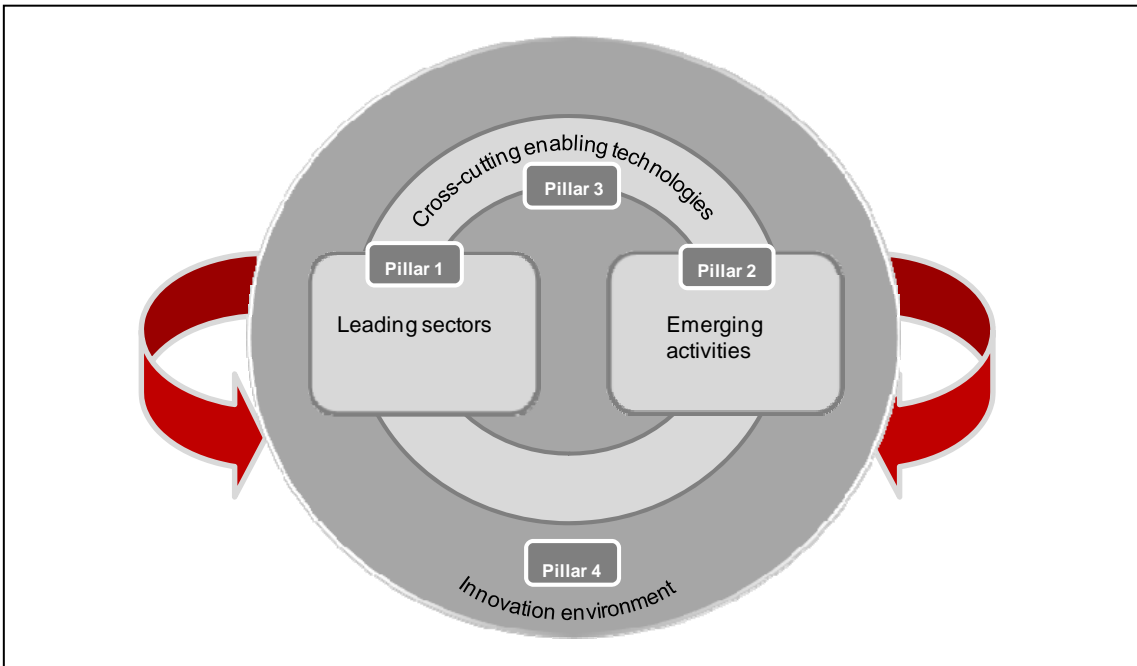 Cross-cutting enabling technologies
Pillar 3
Pillar 1
Pillar 2
Leading sectors
Emerging
activities
Pillar 4
Innovation environment